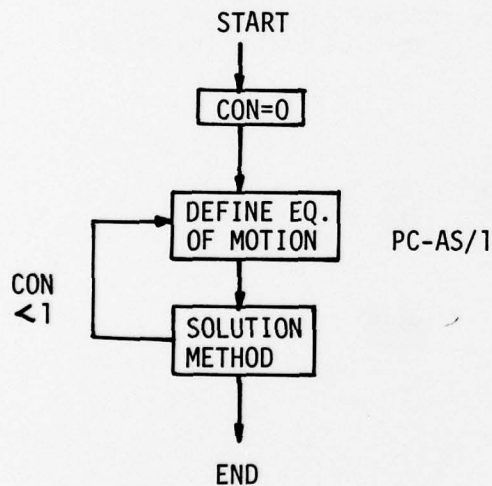 START
CON=0
DEFINE EQ.
OF MOTION
PC-AS/1
CON
<1
SOLUTION
METHOD
END